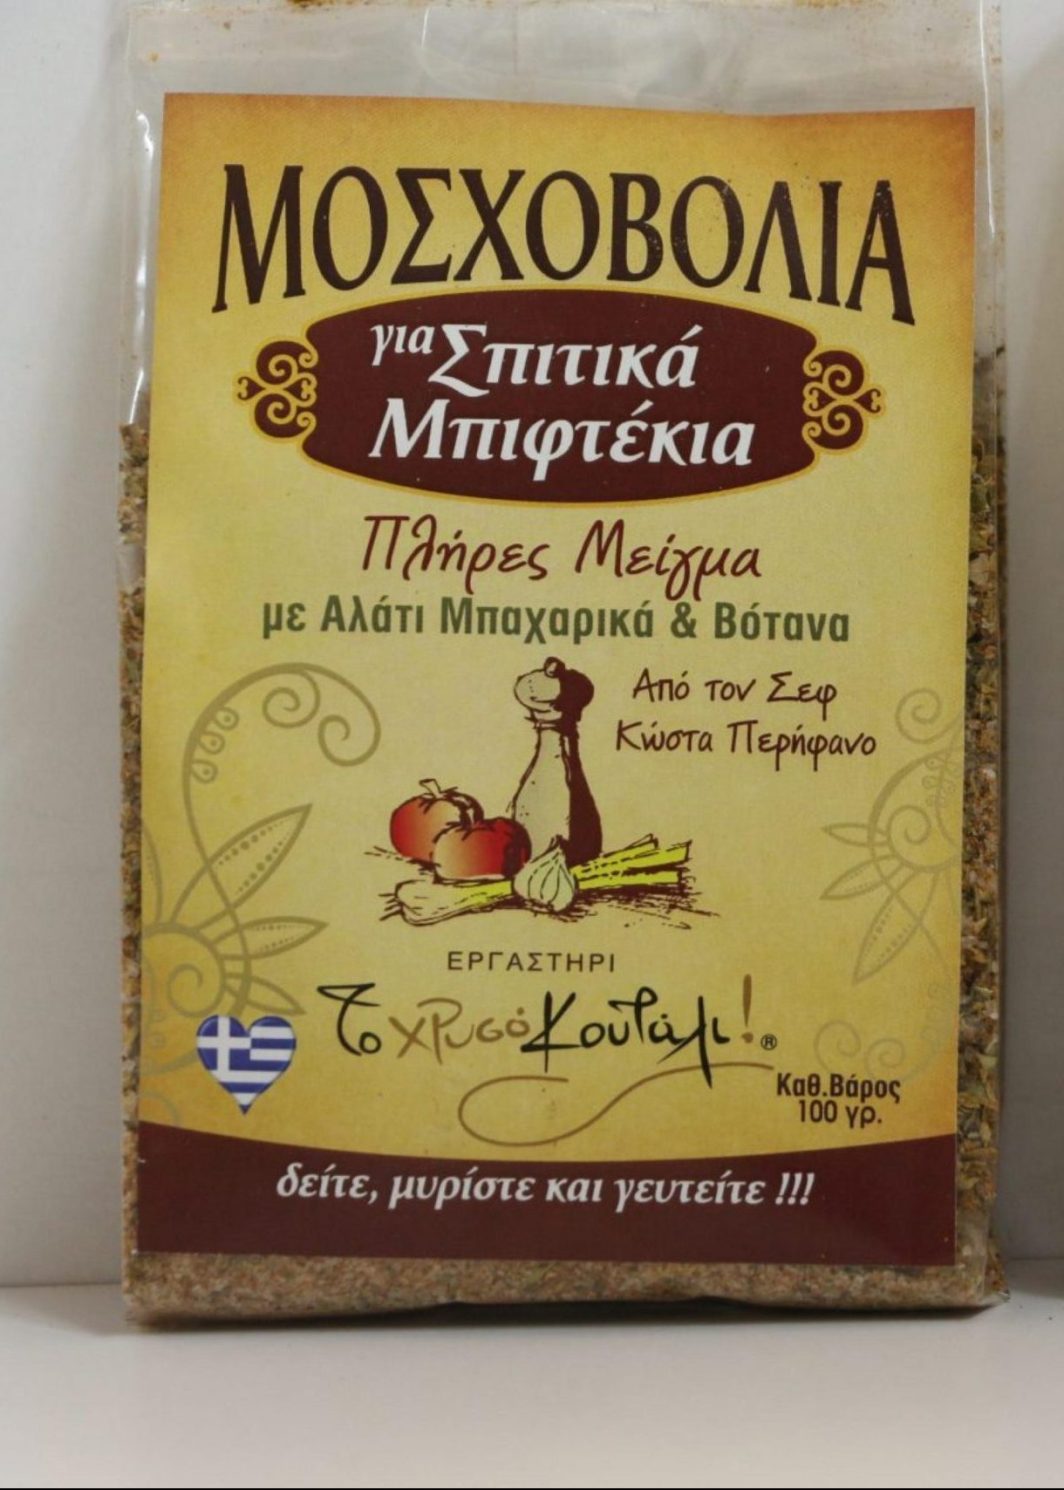 ΜΟΣΧΟΒΟΛΙΑ
για Σπιτικά
Μπιφτέκια
Πλήρες Μείγμα
με Αλάτι Μπαχαρικά & Βότανα
Από τον Σεφ
Κώστα Περήφανο
ΕΡΓΑΣΤΗΡΙ
Το χρυσό Κουτάλι!®
Καθ.Βάρος
100 γρ.
δείτε, μυρίστε και γευτείτε !!!